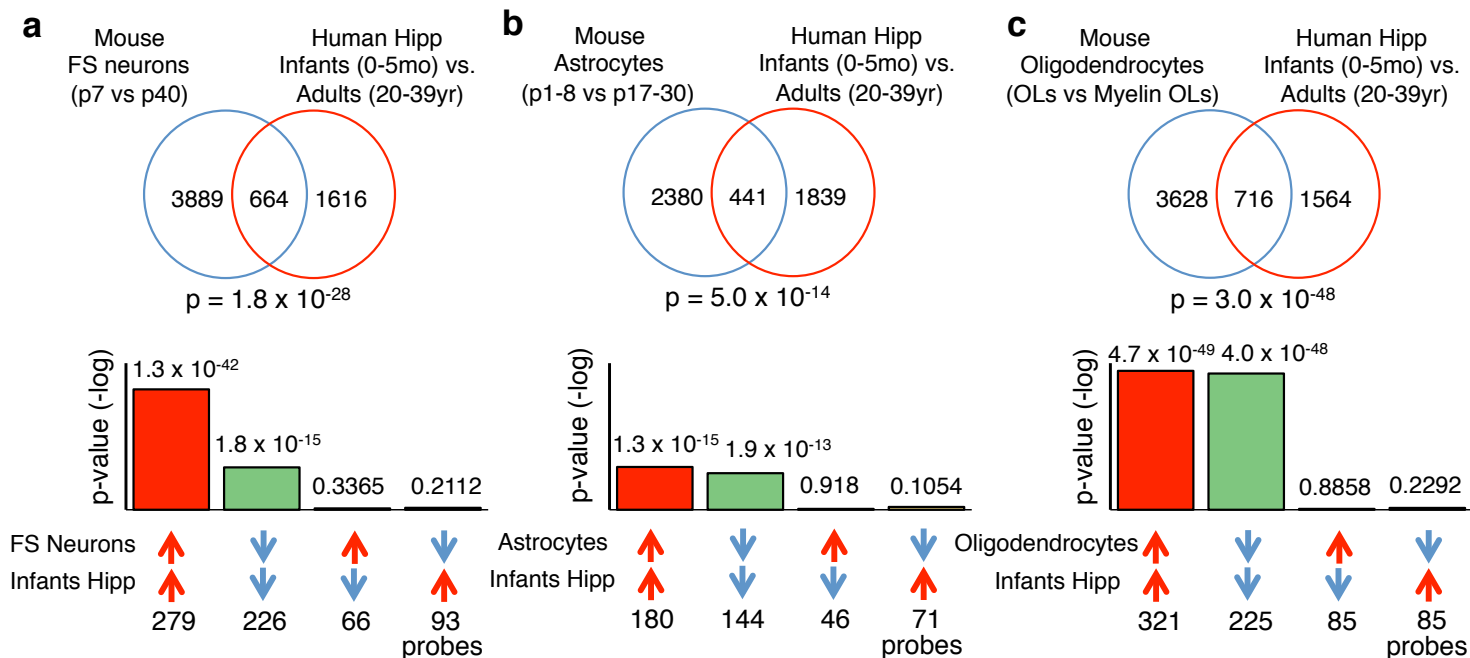 a
Mouse
FS neurons
(p7 vs p40)
Human Hipp
Infants (0-5mo) vs.
Adults (20-39yr)
3889 664 1616
p = 1.8 x 10-28
p-value (-log)
1.3 x 10-42
1.8 x 10-15
0.3365
0.2112
FS Neurons
Infants Hipp
279 226 66 93
probes
b
Mouse
Astrocytes
(p1-8 vs p17-30)
Human Hipp
Infants (0-5mo) vs.
Adults (20-39yr)
2380 441 1839
p = 5.0 x 10-14
p-value (-log)
1.3 x 10-15
1.9 x 10-13
0.918
0.1054
Astrocytes
Infants Hipp
180 144 46 71
probes
c
Mouse
Oligodendrocytes
(OLs vs Myelin OLs)
Human Hipp
Infants (0-5mo) vs.
Adults (20-39yr)
3628 716 1564
p = 3.0 x 10-48
p-value (-log)
4.7 x 10-49
4.0 x 10-48
0.8858
0.2292
Oligodendrocytes
Infants Hipp
321 225 85 85
probes